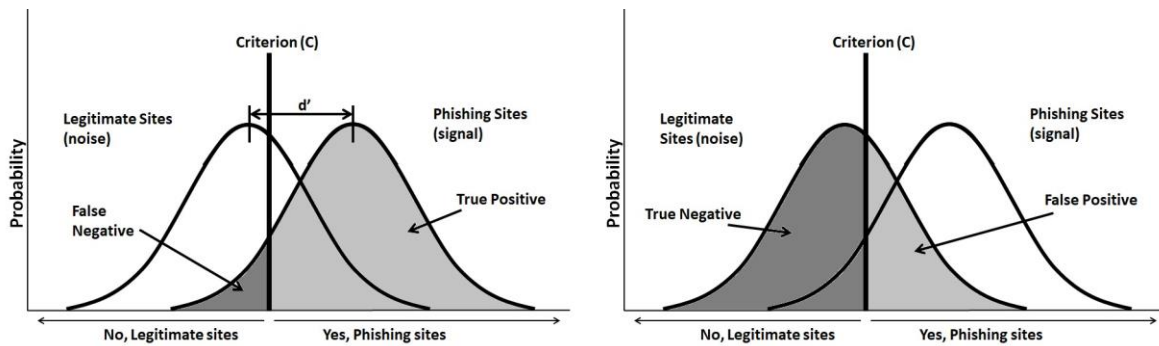 Criterion (C)
d'
Legitimate Sites
(noise)
Phishing Sites
(signal)
Probability
False
Negative
True Positive
No, Legitimate sites
Yes, Phishing sites
Criterion (C)
Legitimate
Sites (noise)
Phishing Sites
(signal)
Probability
True Negative
False Positive
No, Legitimate sites
Yes, Phishing sites